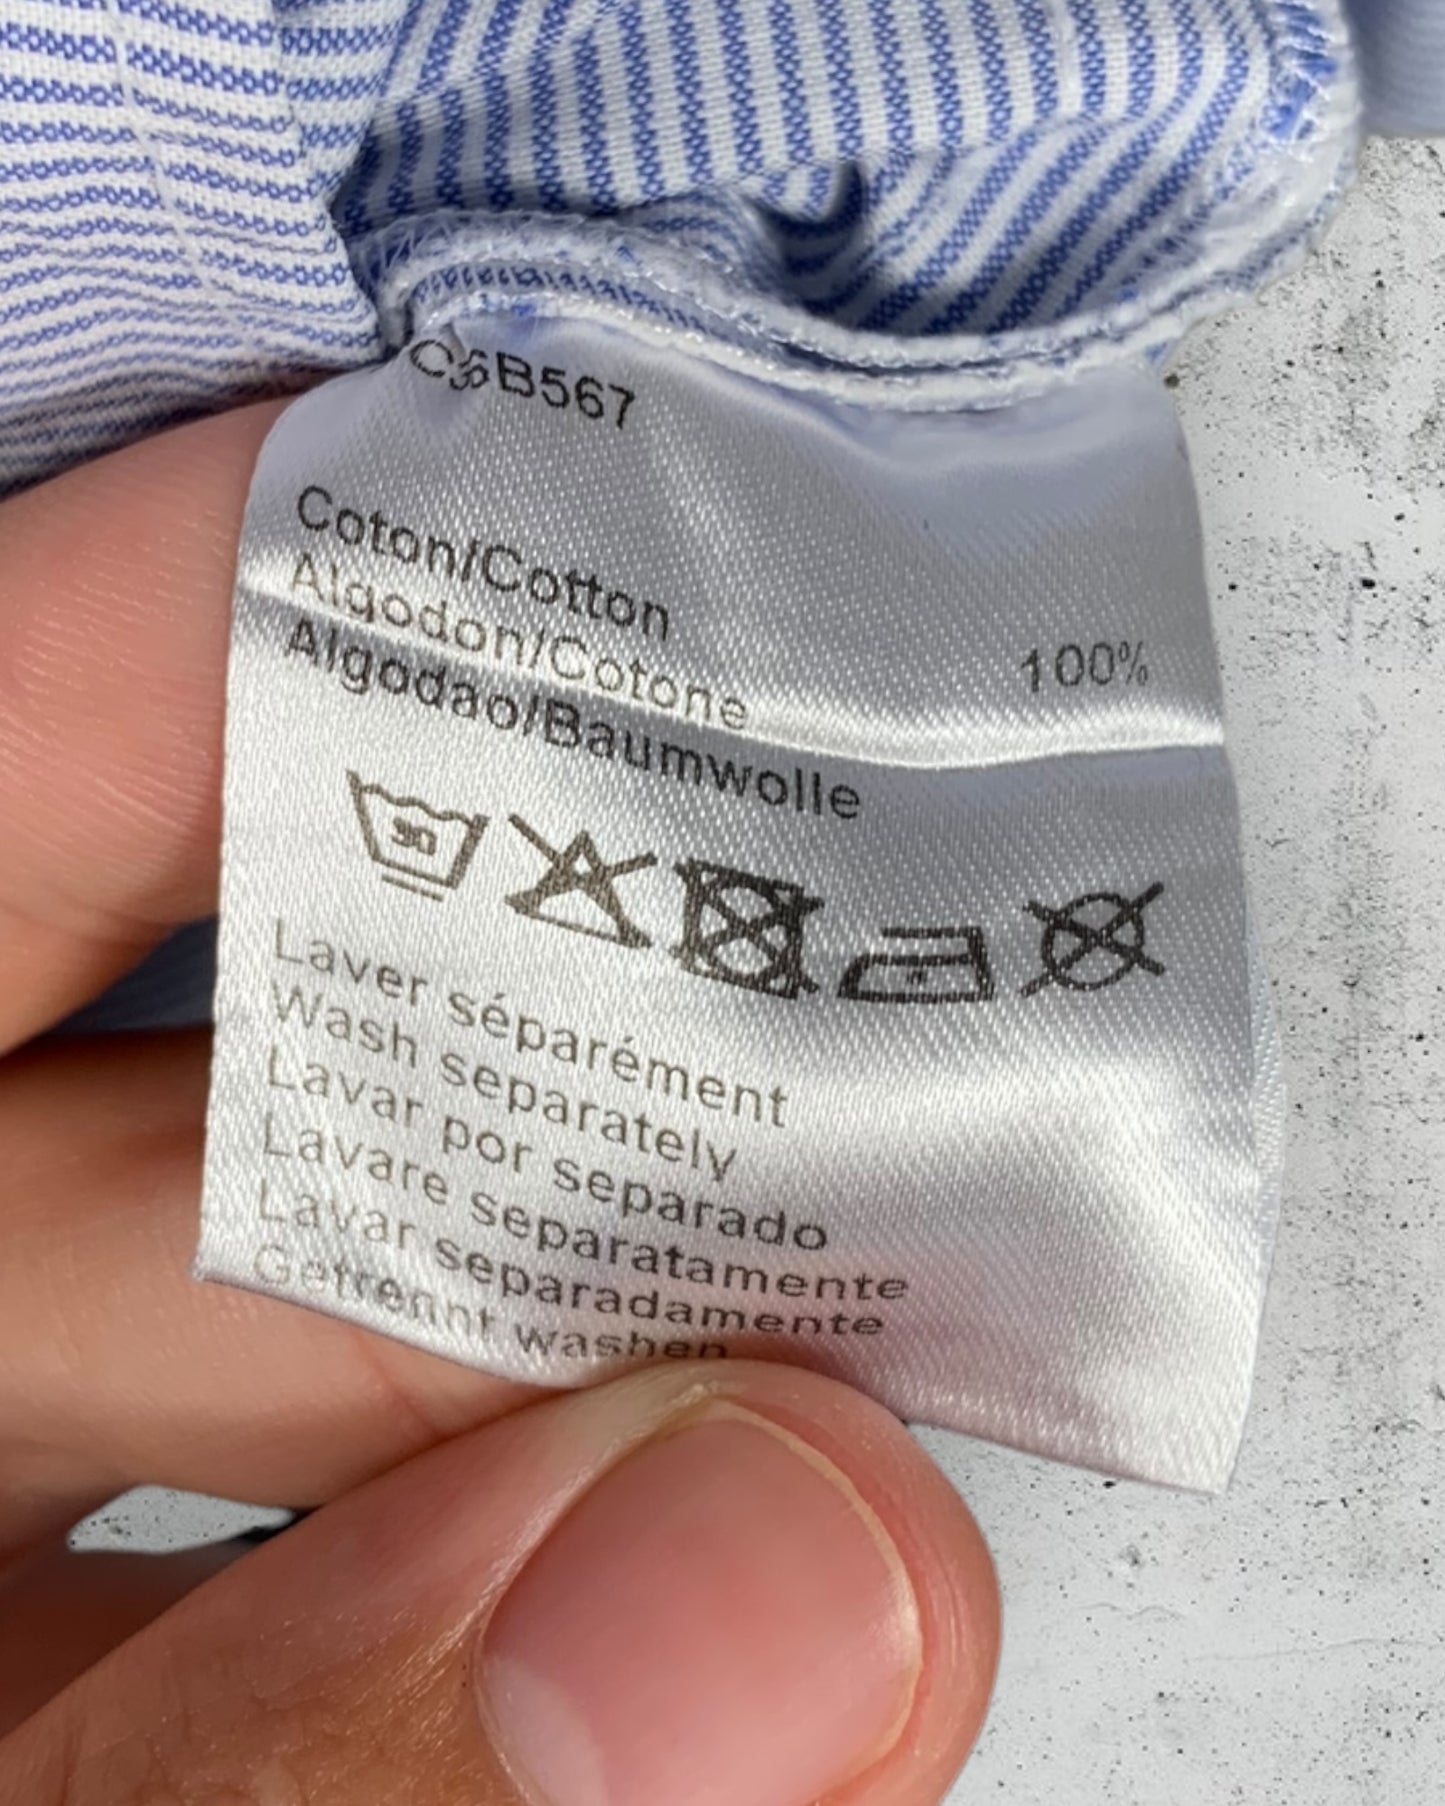 Coton/Cotton
Algodon/Cotone 100%
Algodao/Baumwolle
30
Laver séparément
Wash separately
Lavar por separado
Lavare separatamente
Lavar separadamente
Getrennt washen